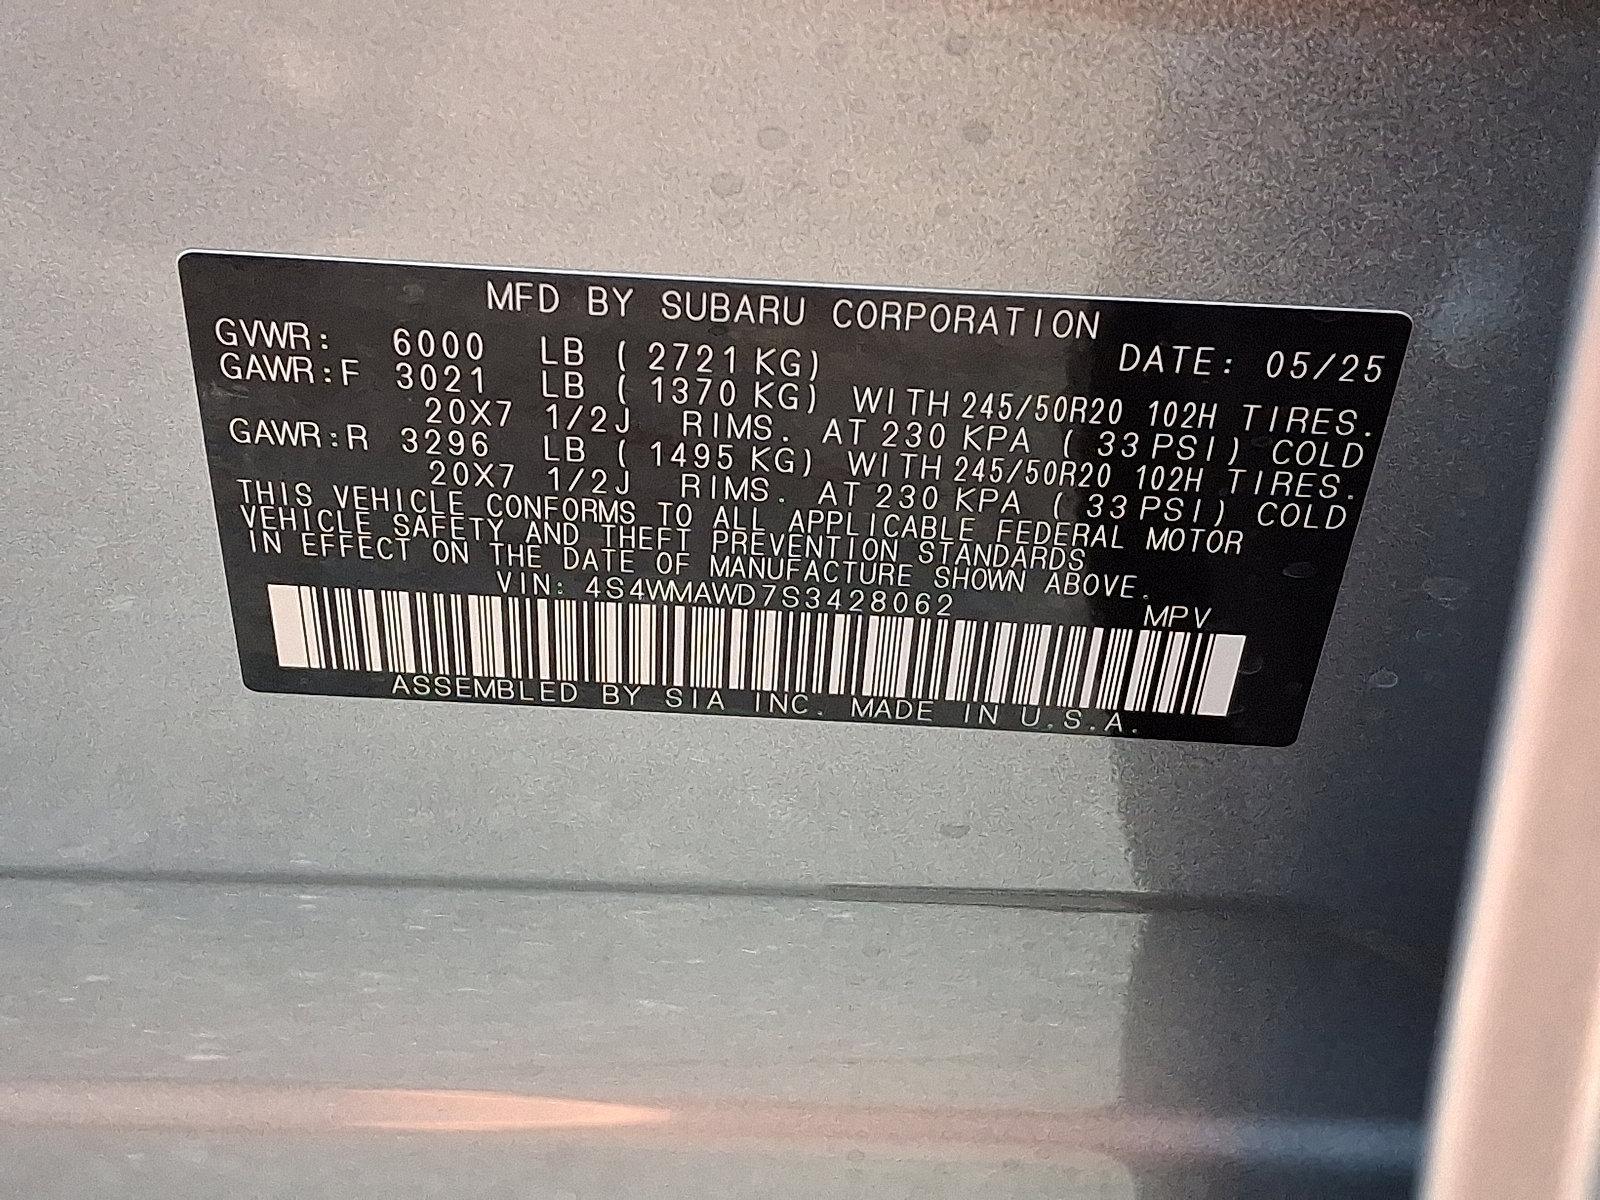 MFD BY SUBARU CORPORATION
GVWR: 6000 LB ( 2721 KG) DATE: 05/25
GAWR:F 3021 LB ( 1370 KG) WITH 245/50R20 102H TIRES.
20X7 1/2J RIMS. AT 230 KPA ( 33 PSI) COLD
GAWR:R 3296 LB ( 1495 KG) WITH 245/50R20 102H TIRES.
20X7 1/2J RIMS. AT 230 KPA ( 33 PSI) COLD
THIS VEHICLE CONFORMS TO ALL APPLICABLE FEDERAL MOTOR
VEHICLE SAFETY AND THEFT PREVENTION STANDARDS
IN EFFECT ON THE DATE OF MANUFACTURE SHOWN ABOVE.
VIN: 4S4WMAWD7S3428062 MPV
ASSEMBLED BY SIA INC. MADE IN U.S.A.